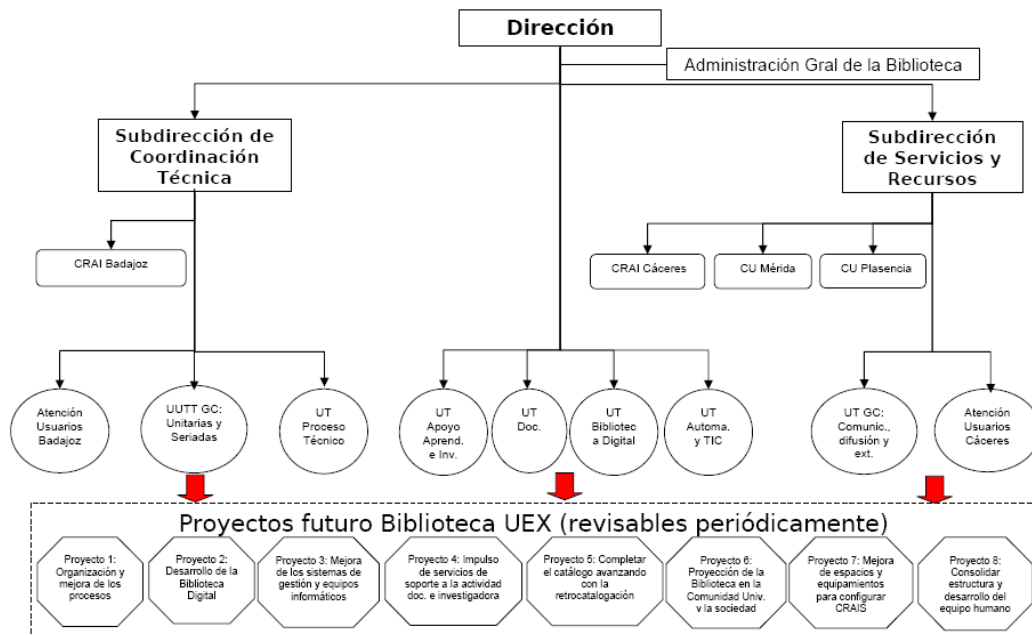 Dirección
Administración Gral de la Biblioteca
Subdirección de
Coordinación
Técnica
Subdirección
de Servicios y
Recursos
CRAI Badajoz
CRAI Cáceres
CU Mérida
CU Plasencia
Atención
Usuarios
Badajoz
UUTT GC:
Unitarias y
Seriadas
UT
Proceso
Técnico
UT
Apoyo
Aprend.
e Inv.
UT
Doc.
UT
Bibliotec
a Digital
UT
Automa.
y TIC
UT GC:
Comunic.,
difusión y
ext.
Atención
Usuarios
Cáceres
Proyectos futuro Biblioteca UEX (revisables periódicamente)
Proyecto 1:
Organización y
mejora de los
procesos
Proyecto 2:
Desarrollo de la
Biblioteca
Digital
Proyecto 3: Mejora
de los sistemas de
gestión y equipos
informáticos
Proyecto 4: Impulso
de servicios de
soporte a la actividad
doc. e investigadora
Proyecto 5: Completar
el catálogo avanzando
con la
retrocatalogación
Proyecto 6:
Proyección de la
Biblioteca en la
Comunidad Univ.
y la sociedad
Proyecto 7: Mejora
de espacios y
equipamientos
para configurar
CRAIS
Proyecto 8:
Consolidar
estructura y
desarrollo del
equipo humano